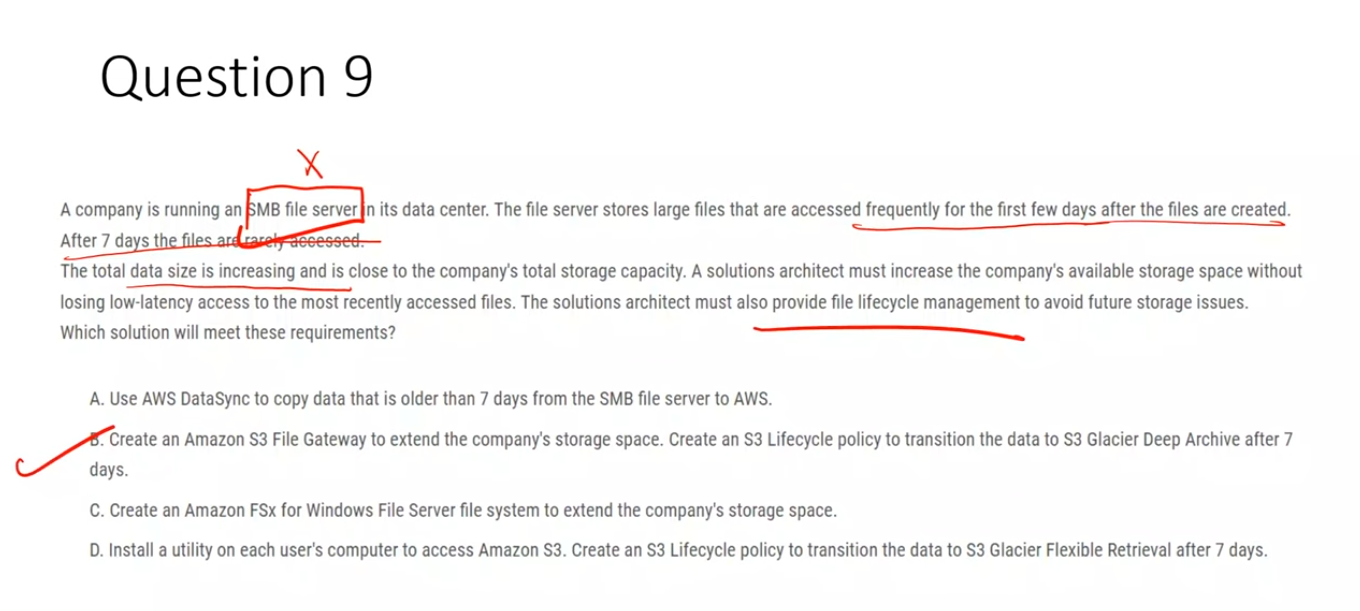 Question 9
X
A company is running an SMB file server in its data center. The file server stores large files that are accessed frequently for the first few days after the files are created.
After 7 days the files are rarely accessed.
The total data size is increasing and is close to the company's total storage capacity. A solutions architect must increase the company's available storage space without
losing low-latency access to the most recently accessed files. The solutions architect must also provide file lifecycle management to avoid future storage issues.
Which solution will meet these requirements?
A. Use AWS DataSync to copy data that is older than 7 days from the SMB file server to AWS.
B. Create an Amazon S3 File Gateway to extend the company's storage space. Create an S3 Lifecycle policy to transition the data to S3 Glacier Deep Archive after 7
days.
C. Create an Amazon FSx for Windows File Server file system to extend the company's storage space.
D. Install a utility on each user's computer to access Amazon S3. Create an S3 Lifecycle policy to transition the data to S3 Glacier Flexible Retrieval after 7 days.